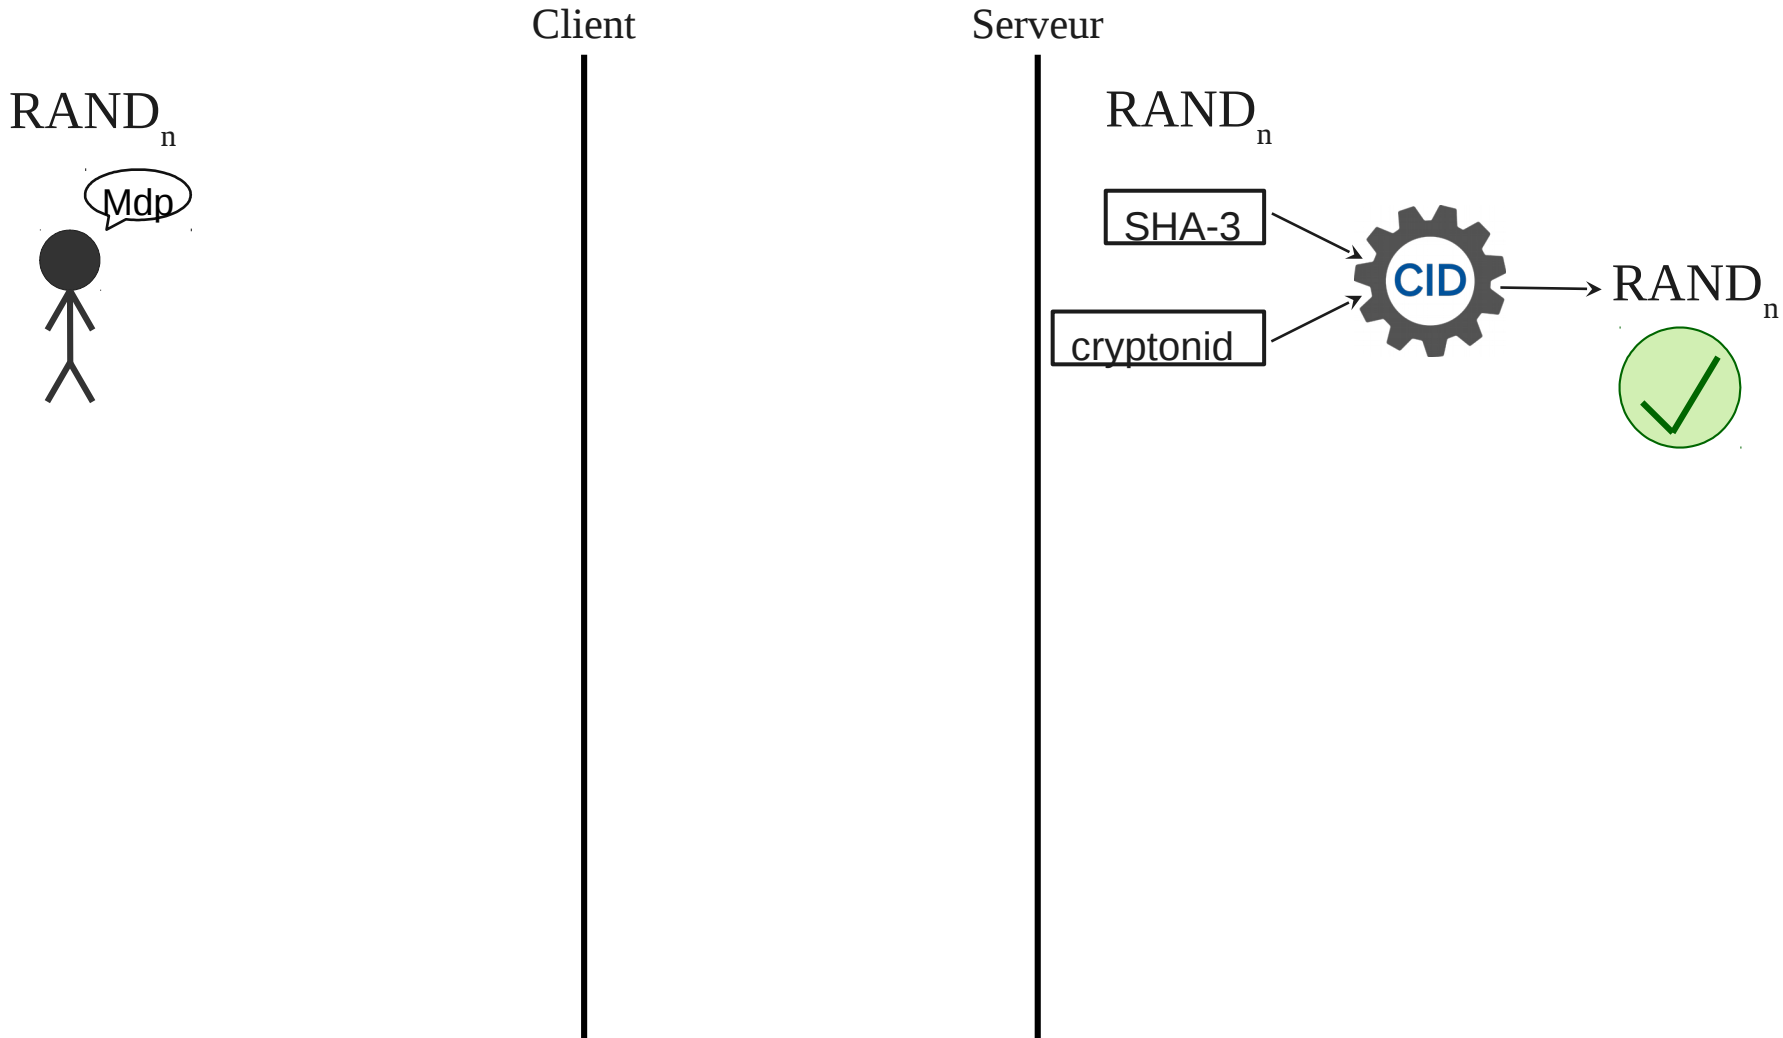 Client
Serveur
RANDn
RANDn
Mdp
SHA-3
CID
RANDn
cryptonid